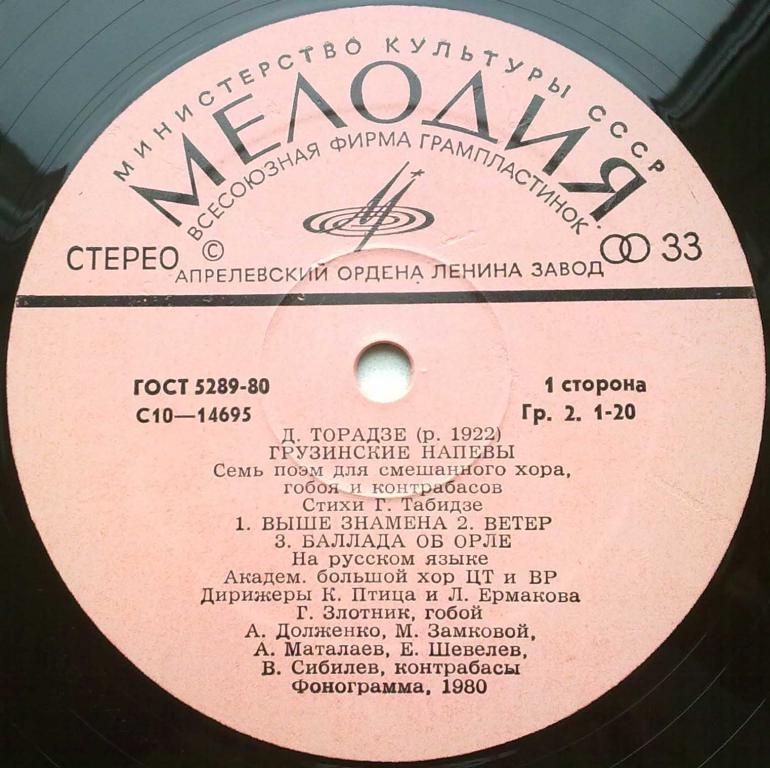 МИНИСТЕРСТВО КУЛЬТУРЫ СССР
МЕЛОДИЯ
ВСЕСОЮЗНАЯ ФИРМА ГРАМПЛАСТИНОК
СТЕРЕО © 33
АПРЕЛЕВСКИЙ ОРДЕНА ЛЕНИНА ЗАВОД
ГОСТ 5289-80 1 сторона
С10—14695 Гр. 2. 1-20
Д. ТОРАДЗЕ (р. 1922)
ГРУЗИНСКИЕ НАПЕВЫ
Семь поэм для смешанного хора,
гобоя и контрабасов
Стихи Г. Табидзе
1. ВЫШЕ ЗНАМЕНА 2. ВЕТЕР
3. БАЛЛАДА ОБ ОРЛЕ
На русском языке
Академ. большой хор ЦТ и ВР
Дирижеры К. Птица и Л. Ермакова
Г. Злотник, гобой
А. Долженко, М. Замковой,
А. Маталаев, Е. Шевелев,
В. Сибилев, контрабасы
Фонограмма, 1980